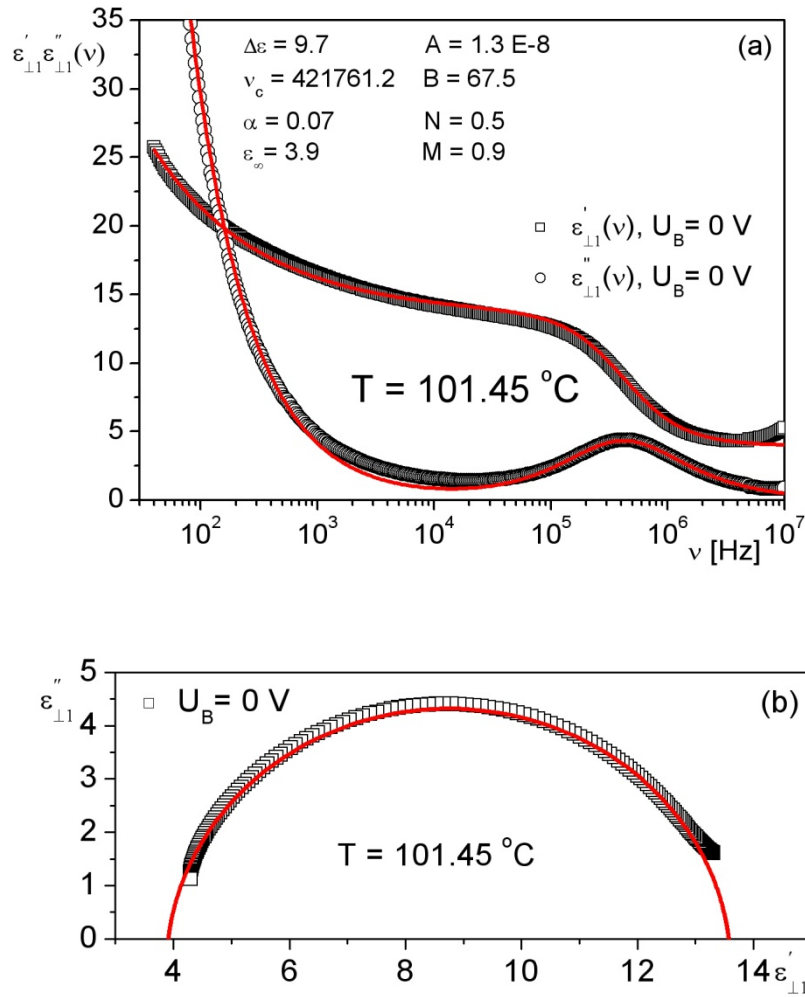 35
30
25
20
15
10
5
0
ε'⊥1 ε''⊥1(ν)
Δε = 9.7 A = 1.3 E-8
νc = 421761.2 B = 67.5
α = 0.07 N = 0.5
ε∞ = 3.9 M = 0.9
(a)
ε'⊥1(ν), UB= 0 V
ε''⊥1(ν), UB= 0 V
T = 101.45 °C
10² 10³ 10⁴ 10⁵ 10⁶ 10⁷
ν [Hz]
ε''⊥1
5
4
3
2
1
0
UB= 0 V
(b)
T = 101.45 °C
4 6 8 10 12 14 ε'⊥1